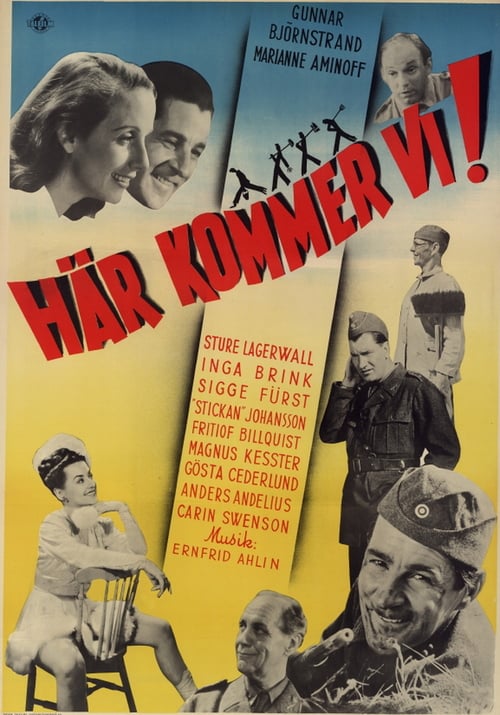 GUNNAR
BJÖRNSTRAND
MARIANNE AMINOFF
HÄR KOMMER VI!
STURE LAGERWALL
INGA BRINK
SIGGE FÜRST
"STICKAN" JOHANSSON
FRITIOF BILLQUIST
MAGNUS KESSTER
GÖSTA CEDERLUND
ANDERS ANDELIUS
CARIN SWENSON
Musik:
ERNFRID AHLIN